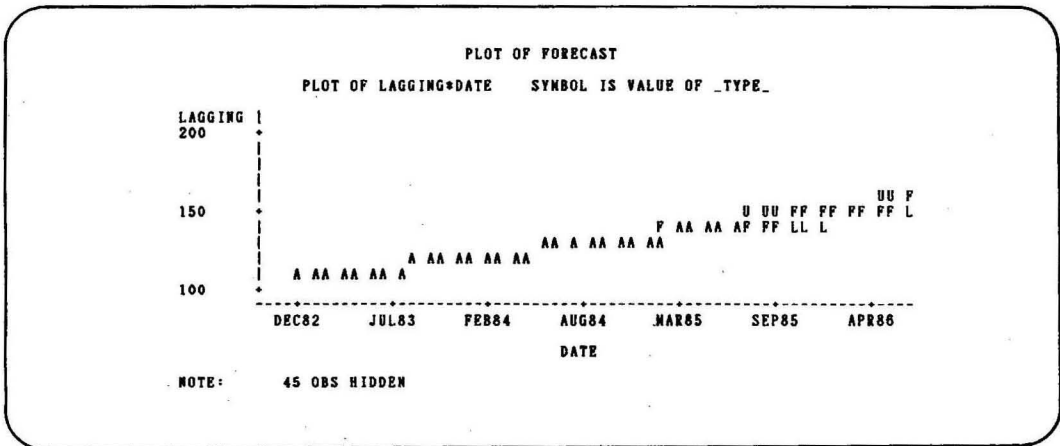 PLOT OF FORECAST
PLOT OF LAGGING*DATE SYMBOL IS VALUE OF _TYPE_
LAGGING |
200 +
UU F
150 + U UU FF FF FF FF L
F AA AA AF FF LL L
AA A AA AA AA
A AA AA AA AA
A AA AA AA A
100 +
DEC82 JUL83 FEB84 AUG84 MAR85 SEP85 APR86
DATE
NOTE: 45 OBS HIDDEN